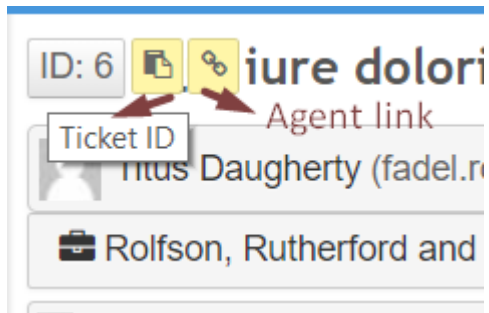 ID: 6 iure dolori
Agent link
Ticket ID
Titus Daugherty (fadel.r
Rolfson, Rutherford and